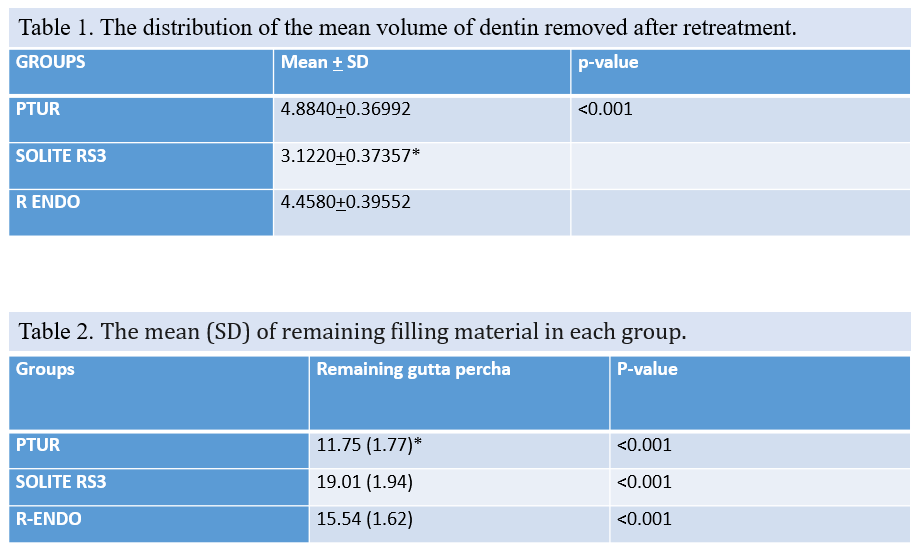 Table 1. The distribution of the mean volume of dentin removed after retreatment.
GROUPS Mean ± SD p-value
PTUR 4.8840±0.36992 <0.001
SOLITE RS3 3.1220±0.37357*
R ENDO 4.4580±0.39552
Table 2. The mean (SD) of remaining filling material in each group.
Groups Remaining gutta percha P-value
PTUR 11.75 (1.77)* <0.001
SOLITE RS3 19.01 (1.94) <0.001
R-ENDO 15.54 (1.62) <0.001